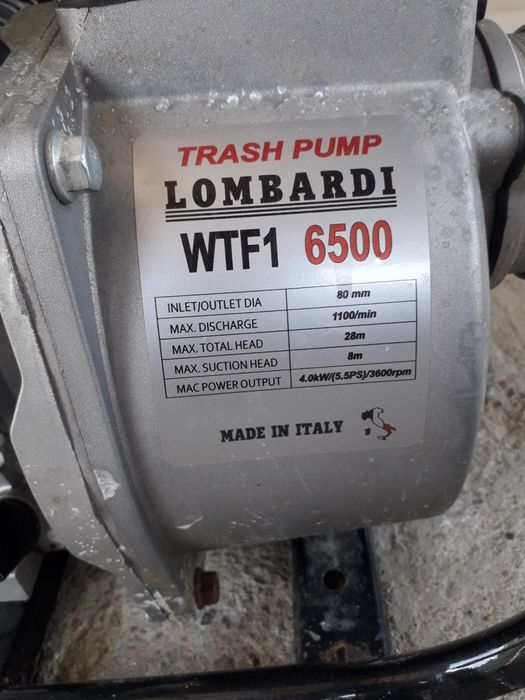 TRASH PUMP
LOMBARDI
WTF1 6500
INLET/OUTLET DIA 80 mm
MAX. DISCHARGE 1100/min
MAX. TOTAL HEAD 28m
MAX. SUCTION HEAD 8m
MAC POWER OUTPUT 4.0kW/(5.5PS)/3600rpm
MADE IN ITALY